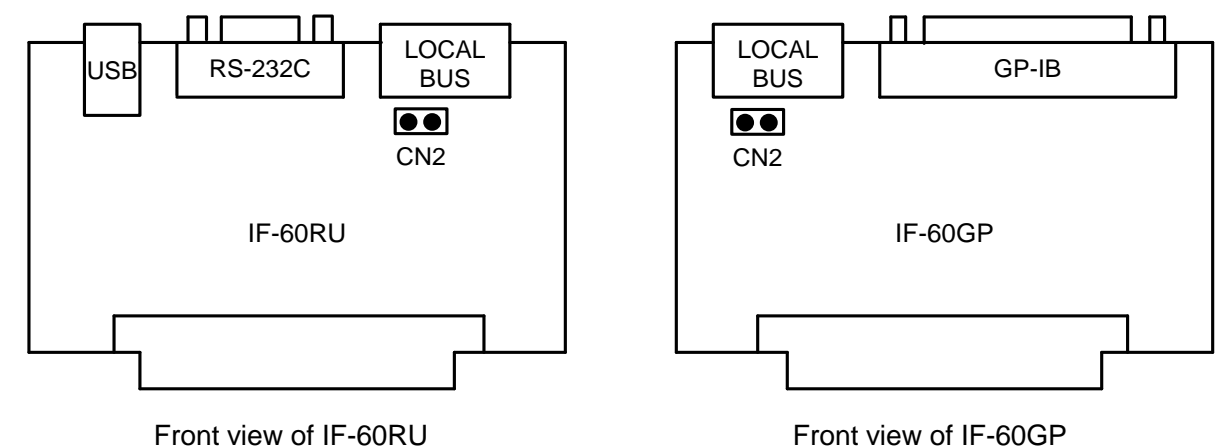 USB
RS-232C
LOCAL
BUS
CN2
IF-60RU
Front view of IF-60RU
LOCAL
BUS
GP-IB
CN2
IF-60GP
Front view of IF-60GP